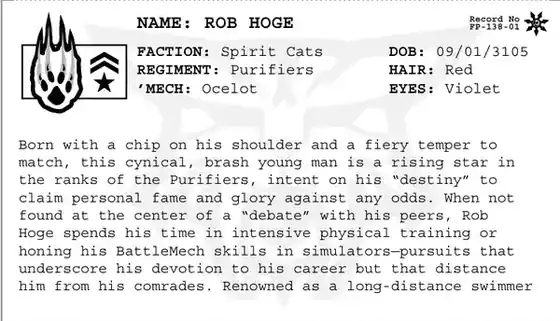 NAME: ROB HOGE
Record No
FP-138-01
FACTION: Spirit Cats
DOB: 09/01/3105
REGIMENT: Purifiers
HAIR: Red
’MECH: Ocelot
EYES: Violet
Born with a chip on his shoulder and a fiery temper to
match, this cynical, brash young man is a rising star in
the ranks of the Purifiers, intent on his “destiny” to
claim personal fame and glory against any odds. When not
found at the center of a “debate” with his peers, Rob
Hoge spends his time in intensive physical training or
honing his BattleMech skills in simulators—pursuits that
underscore his devotion to his career but that distance
him from his comrades. Renowned as a long-distance swimmer